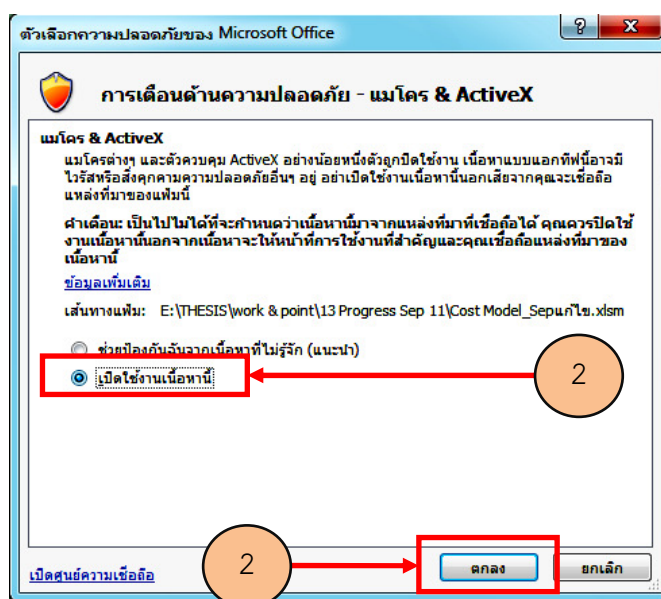 ตัวเลือกความปลอดภัยของ Microsoft Office
การเตือนด้านความปลอดภัย - แมโคร & ActiveX
แมโคร & ActiveX
แมโครต่างๆ และตัวควบคุม ActiveX อย่างน้อยหนึ่งตัวถูกปิดใช้งาน เนื้อหาแบบแอกทีฟนี้อาจมี
ไวรัสหรือสิ่งคุกคามความปลอดภัยอื่นๆ อยู่ อย่าเปิดใช้งานเนื้อหานี้นอกเสียจากคุณจะเชื่อถือ
แหล่งที่มาของแฟ้มนี้
คำเตือน: เป็นไปไม่ได้ที่จะกำหนดว่าเนื้อหานี้มาจากแหล่งที่มาที่เชื่อถือได้ คุณควรปิดใช้
งานเนื้อหานี้นอกจากเนื้อหาจะให้หน้าที่การใช้งานที่สำคัญและคุณเชื่อถือแหล่งที่มาของ
เนื้อหานี้
ข้อมูลเพิ่มเติม
เส้นทางแฟ้ม: E:\THESIS\work & point\13 Progress Sep 11\Cost Model_Sepแก้ไข.xlsm
ช่วยป้องกันฉันจากเนื้อหาที่ไม่รู้จัก (แนะนำ)
เปิดใช้งานเนื้อหานี้
2
2
ตกลง
ยกเลิก
เปิดศูนย์ความเชื่อถือ